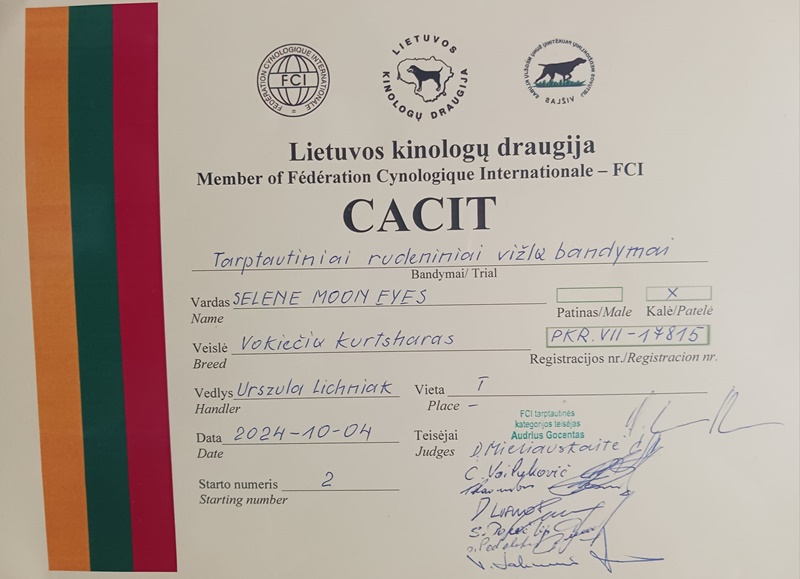 FÉDÉRATION CYNOLOGIQUE INTERNATIONALE
FCI
LIETUVOS KINOLOGŲ DRAUGIJA
Lietuvos kinologų draugija
Member of Fédération Cynologique Internationale – FCI
CACIT
Tarptautiniai rudeniniai vižlų bandymai
Bandymai/ Trial
Vardas SELENE MOON EYES
Name
X
Patinas/Male Kalė/Patelė
Veislė Vokiečių kurtsharas
Breed
PKR.VII-17815
Registracijos nr./Registracion nr.
Vedlys Urszula Lichniak
Handler
Vieta I
Place –
Data 2024-10-04
Date
Teisėjai
Judges
FCI tarptautinės
kategorijos teisėjas
Audrius Gocentas
D. Mieliauskaitė
Starto numeris 2
Starting number